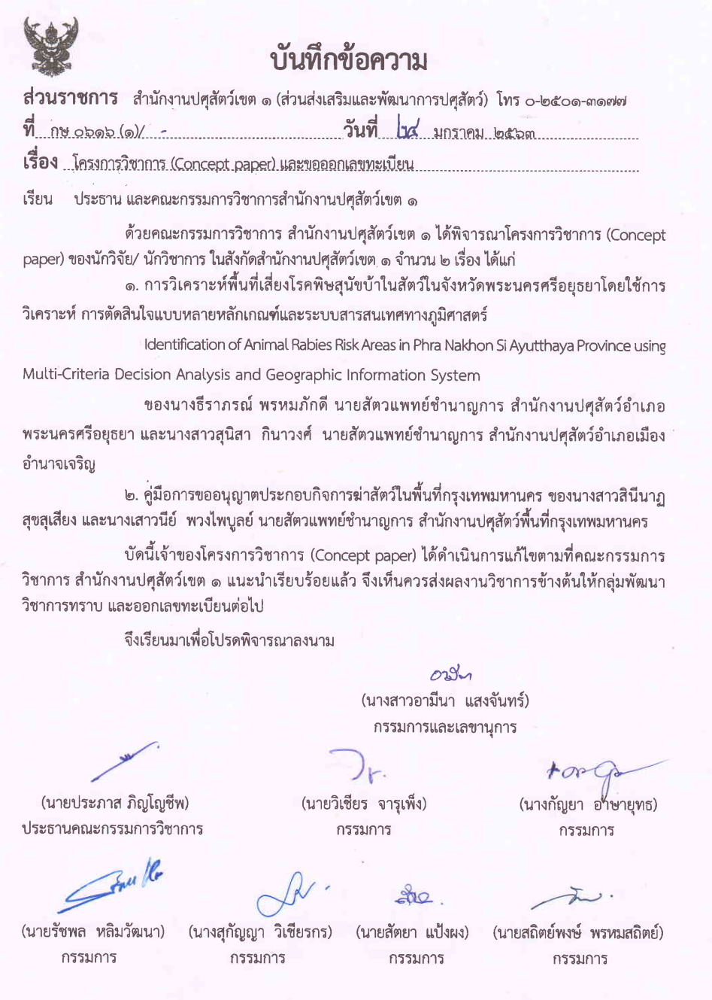 บันทึกข้อความ
ส่วนราชการ สำนักงานปศุสัตว์เขต ๑ (ส่วนส่งเสริมและพัฒนาการปศุสัตว์) โทร ๐-๒๕๐๑-๓๑๗๗
ที่ กษ ๐๖๑๖ (๑)/ - วันที่ ๒๔ มกราคม ๒๕๖๓
เรื่อง โครงการวิชาการ (Concept paper) และขอออกเลขทะเบียน
เรียน ประธาน และคณะกรรมการวิชาการสำนักงานปศุสัตว์เขต ๑
ด้วยคณะกรรมการวิชาการ สำนักงานปศุสัตว์เขต ๑ ได้พิจารณาโครงการวิชาการ (Concept
paper) ของนักวิจัย/ นักวิชาการ ในสังกัดสำนักงานปศุสัตว์เขต ๑ จำนวน ๒ เรื่อง ได้แก่
๑. การวิเคราะห์พื้นที่เสี่ยงโรคพิษสุนัขบ้าในสัตว์ในจังหวัดพระนครศรีอยุธยาโดยใช้การ
วิเคราะห์ การตัดสินใจแบบหลายหลักเกณฑ์และระบบสารสนเทศทางภูมิศาสตร์
Identification of Animal Rabies Risk Areas in Phra Nakhon Si Ayutthaya Province using
Multi-Criteria Decision Analysis and Geographic Information System
ของนางธีราภรณ์ พรหมภักดี นายสัตวแพทย์ชำนาญการ สำนักงานปศุสัตว์อำเภอ
พระนครศรีอยุธยา และนางสาวสุนิสา กินาวงศ์ นายสัตวแพทย์ชำนาญการ สำนักงานปศุสัตว์อำเภอเมือง
อำนาจเจริญ
๒. คู่มือการขออนุญาตประกอบกิจการฆ่าสัตว์ในพื้นที่กรุงเทพมหานคร ของนางสาวสินีนาฏ
สุขสุเสียง และนางเสาวนีย์ พวงไพบูลย์ นายสัตวแพทย์ชำนาญการ สำนักงานปศุสัตว์พื้นที่กรุงเทพมหานคร
บัดนี้เจ้าของโครงการวิชาการ (Concept paper) ได้ดำเนินการแก้ไขตามที่คณะกรรมการ
วิชาการ สำนักงานปศุสัตว์เขต ๑ แนะนำเรียบร้อยแล้ว จึงเห็นควรส่งผลงานวิชาการข้างต้นให้กลุ่มพัฒนา
วิชาการทราบ และออกเลขทะเบียนต่อไป
จึงเรียนมาเพื่อโปรดพิจารณาลงนาม
(นางสาวอามีนา แสงจันทร์)
กรรมการและเลขานุการ
(นายประภาส ภิญโญชีพ) (นายวิเชียร จารุเพ็ง) (นางกัญยา อาษายุทธ)
ประธานคณะกรรมการวิชาการ กรรมการ กรรมการ
(นายรัชพล หลิมวัฒนา) (นางสุกัญญา วิเชียรกร) (นายสัตยา แป้งผง) (นายสถิตย์พงษ์ พรหมสถิตย์)
กรรมการ กรรมการ กรรมการ กรรมการ